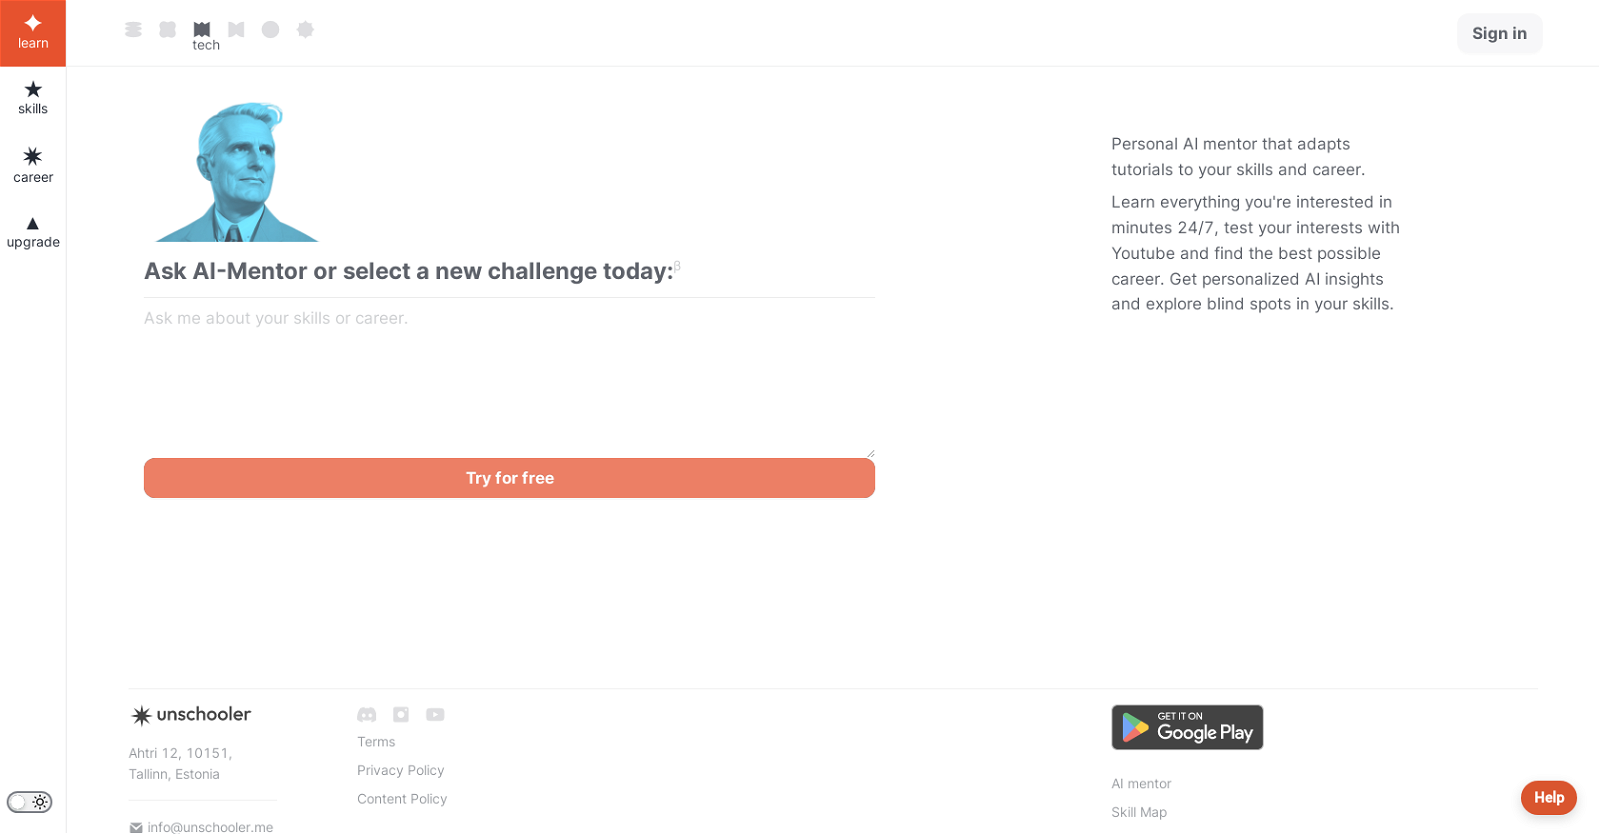 learn
tech
Sign in
skills
career
upgrade
Ask AI-Mentor or select a new challenge today:β
Ask me about your skills or career.
Try for free
Personal AI mentor that adapts
tutorials to your skills and career.
Learn everything you're interested in
minutes 24/7, test your interests with
Youtube and find the best possible
career. Get personalized AI insights
and explore blind spots in your skills.
unschooler
Ahtri 12, 10151,
Tallinn, Estonia
info@unschooler.me
Terms
Privacy Policy
Content Policy
GET IT ON
Google Play
AI mentor
Skill Map
Help